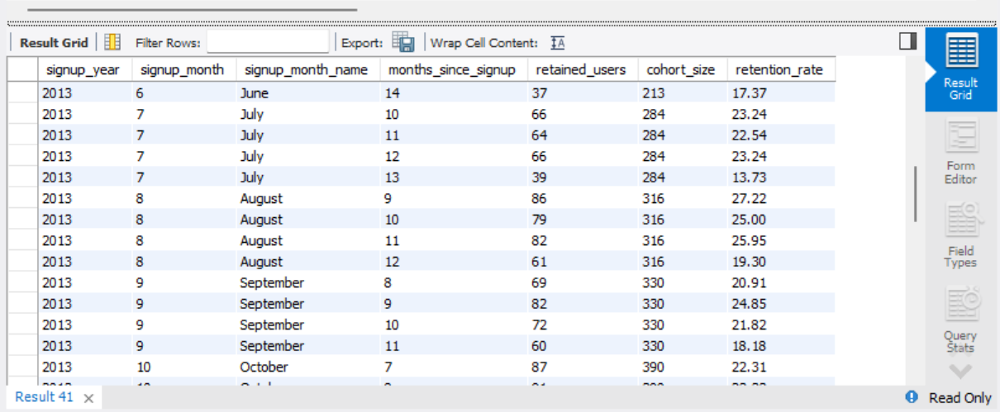 Result Grid Filter Rows: Export: Wrap Cell Content:
signup_year signup_month signup_month_name months_since_signup retained_users cohort_size retention_rate
2013 6 June 14 37 213 17.37
2013 7 July 10 66 284 23.24
2013 7 July 11 64 284 22.54
2013 7 July 12 66 284 23.24
2013 7 July 13 39 284 13.73
2013 8 August 9 86 316 27.22
2013 8 August 10 79 316 25.00
2013 8 August 11 82 316 25.95
2013 8 August 12 61 316 19.30
2013 9 September 8 69 330 20.91
2013 9 September 9 82 330 24.85
2013 9 September 10 72 330 21.82
2013 9 September 11 60 330 18.18
2013 10 October 7 87 390 22.31
Result 41
Result
Grid
Form
Editor
Field
Types
Query
Stats
Read Only